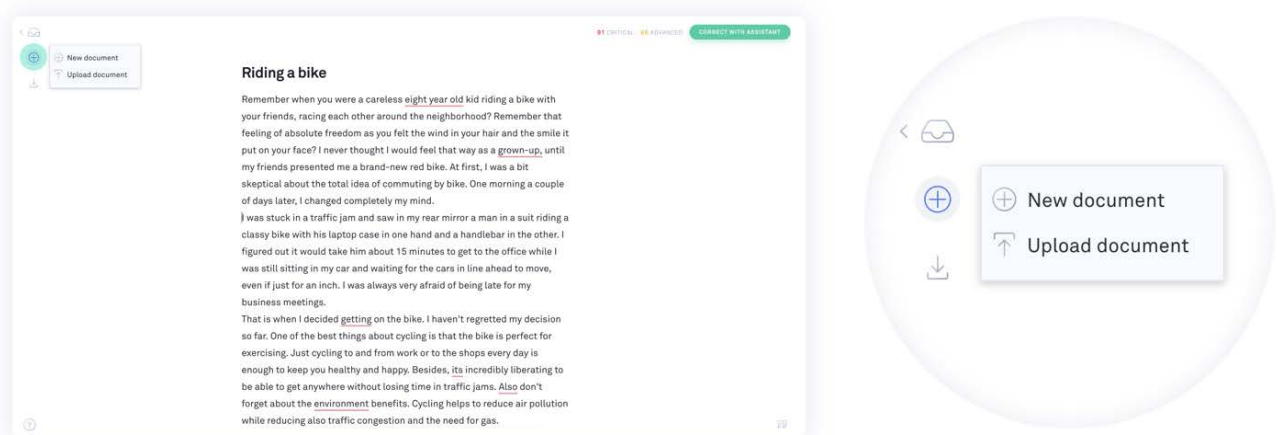 01 CRITICAL
ADVANCED
CORRECT WITH ASSISTANT
New document
Upload document
Riding a bike
Remember when you were a careless eight year old kid riding a bike with
your friends, racing each other around the neighborhood? Remember that
feeling of absolute freedom as you felt the wind in your hair and the smile it
put on your face? I never thought I would feel that way as a grown-up, until
my friends presented me a brand-new red bike. At first, I was a bit
skeptical about the total idea of commuting by bike. One morning a couple
of days later, I changed completely my mind.
I was stuck in a traffic jam and saw in my rear mirror a man in a suit riding a
classy bike with his laptop case in one hand and a handlebar in the other. I
figured out it would take him about 15 minutes to get to the office while I
was still sitting in my car and waiting for the cars in line ahead to move,
even if just for an inch. I was always very afraid of being late for my
business meetings.
That is when I decided getting on the bike. I haven't regretted my decision
so far. One of the best things about cycling is that the bike is perfect for
exercising. Just cycling to and from work or to the shops every day is
enough to keep you healthy and happy. Besides, its incredibly liberating to
be able to get anywhere without losing time in traffic jams. Also don't
forget about the environment benefits. Cycling helps to reduce air pollution
while reducing also traffic congestion and the need for gas.
New document
Upload document